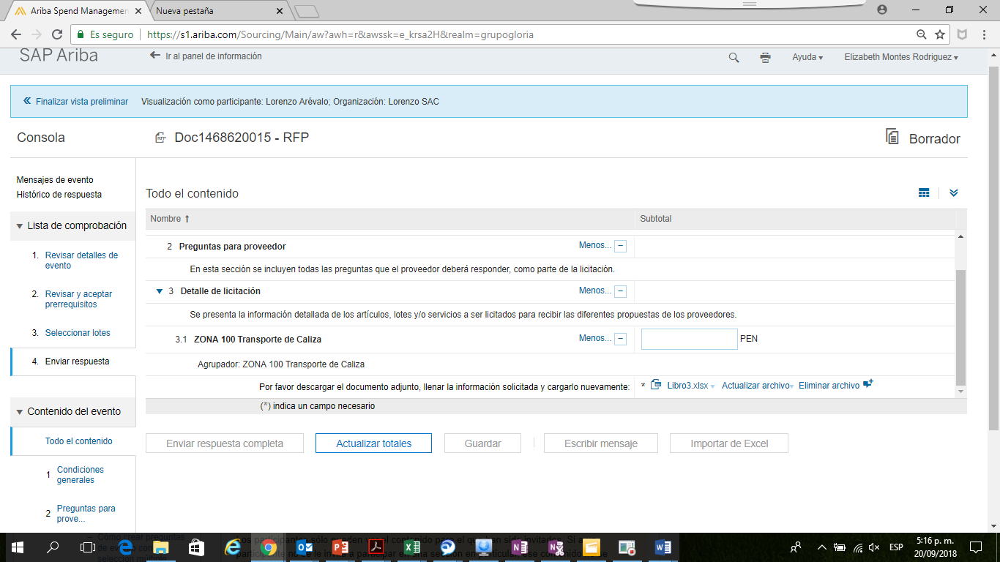 Ariba Spend Managemen
Nueva pestaña
Es seguro https://s1.ariba.com/Sourcing/Main/aw?awh=r&awssk=e_krsa2H&realm=grupogloria
SAP Ariba
Ir al panel de información
Ayuda
Elizabeth Montes Rodriguez
Finalizar vista preliminar
Visualización como participante: Lorenzo Arévalo; Organización: Lorenzo SAC
Consola
Doc1468620015 - RFP
Borrador
Mensajes de evento
Histórico de respuesta
Lista de comprobación
1. Revisar detalles de
evento
2. Revisar y aceptar
prerrequisitos
3. Seleccionar lotes
4. Enviar respuesta
Contenido del evento
Todo el contenido
1 Condiciones
generales
2 Preguntas para
prove...
Todo el contenido
Nombre ↑
Subtotal
2 Preguntas para proveedor
Menos...
En esta sección se incluyen todas las preguntas que el proveedor deberá responder, como parte de la licitación.
3 Detalle de licitación
Menos...
Se presenta la información detallada de los artículos, lotes y/o servicios a ser licitados para recibir las diferentes propuestas de los proveedores.
3.1 ZONA 100 Transporte de Caliza
Menos...
PEN
Agrupador: ZONA 100 Transporte de Caliza
Por favor descargar el documento adjunto, llenar la información solicitada y cargarlo nuevamente:
* Libro3.xlsx Actualizar archivo Eliminar archivo
(*) indica un campo necesario
Enviar respuesta completa
Actualizar totales
Guardar
Escribir mensaje
Importar de Excel
ESP
5:16 p. m.
20/09/2018